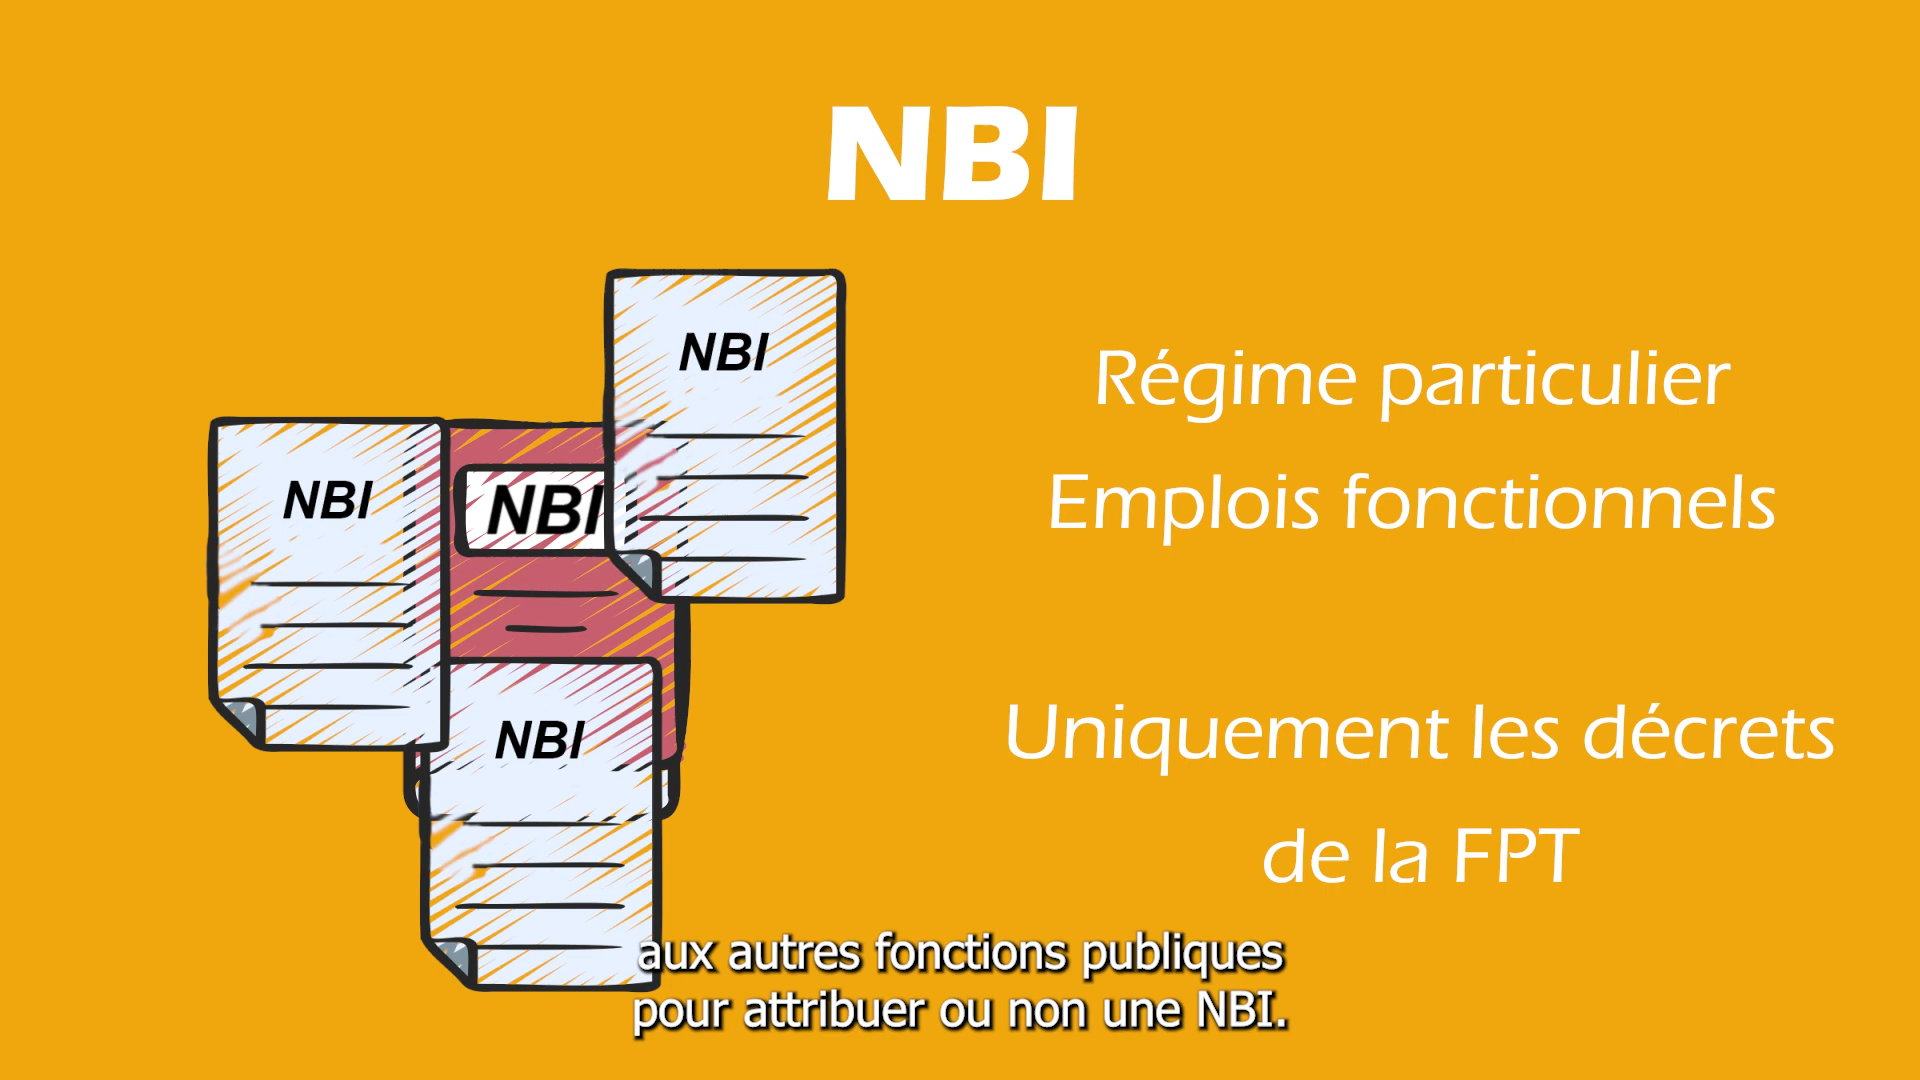 NBI
NBI
NBI
NBI
NBI
Régime particulier
Emplois fonctionnels
Uniquement les décrets
de la FPT
aux autres fonctions publiques
pour attribuer ou non une NBI.